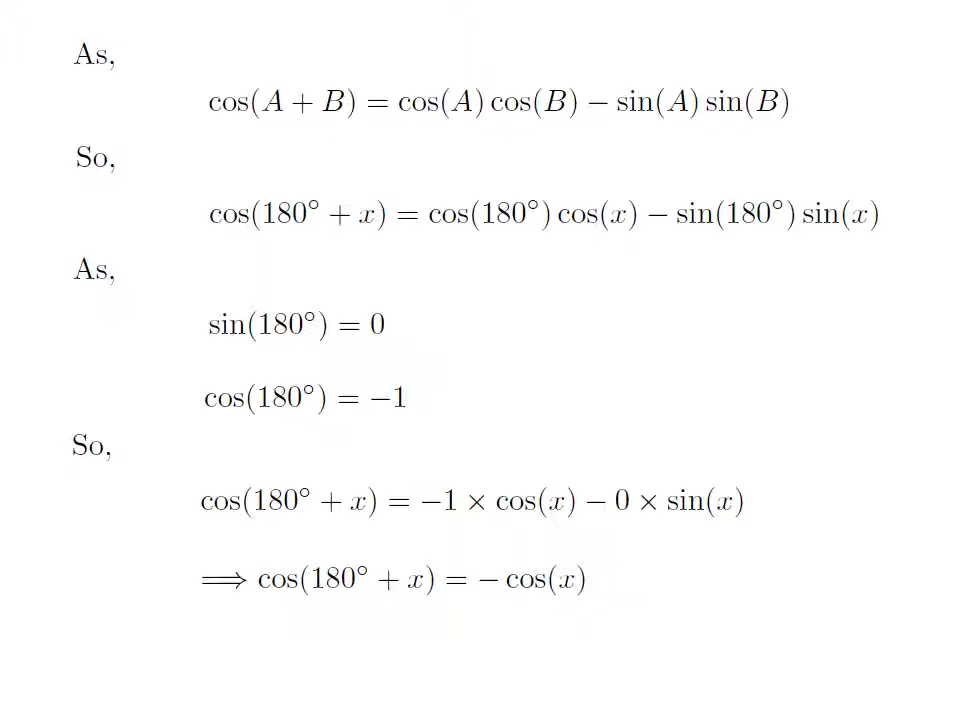 As,
cos(A + B) = cos(A) cos(B) − sin(A) sin(B)
So,
cos(180° + x) = cos(180°) cos(x) − sin(180°) sin(x)
As,
sin(180°) = 0
cos(180°) = −1
So,
cos(180° + x) = −1 × cos(x) − 0 × sin(x)
⟹ cos(180° + x) = − cos(x)